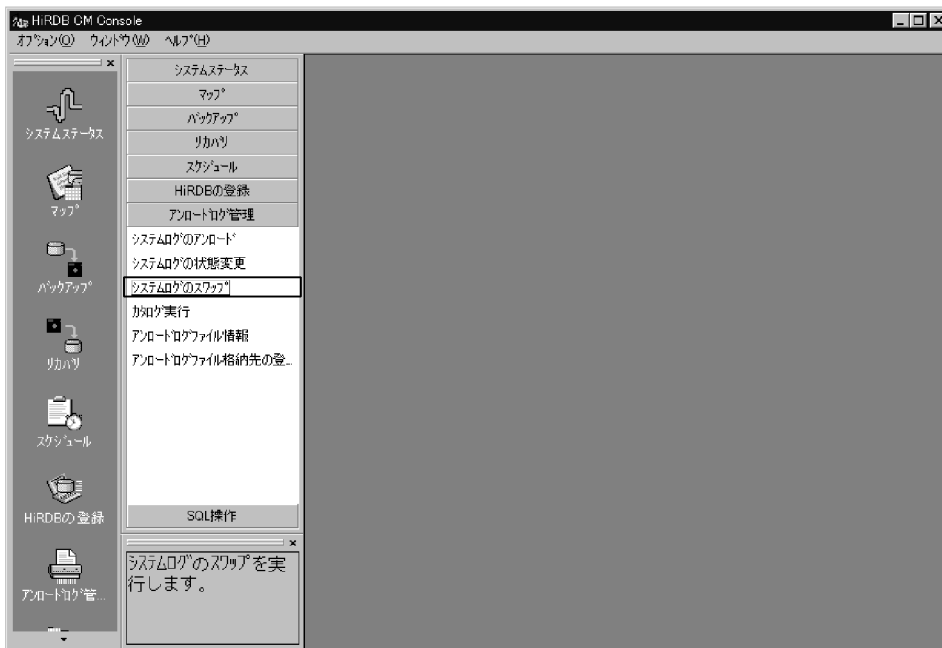 HiRDB CM Console
ｵﾌﾟｼｮﾝ(O) ｳｨﾝﾄﾞｳ(W) ﾍﾙﾌﾟ(H)
ｼｽﾃﾑｽﾃｰﾀｽ
ﾏｯﾌﾟ
ﾊﾞｯｸｱｯﾌﾟ
ﾘｶﾊﾞﾘ
ｽｹｼﾞｭｰﾙ
HiRDBの登録
ｱﾝﾛｰﾄﾞﾛｸﾞ管...
ｼｽﾃﾑｽﾃｰﾀｽ
ﾏｯﾌﾟ
ﾊﾞｯｸｱｯﾌﾟ
ﾘｶﾊﾞﾘ
ｽｹｼﾞｭｰﾙ
HiRDBの登録
ｱﾝﾛｰﾄﾞﾛｸﾞ管理
ｼｽﾃﾑﾛｸﾞのｱﾝﾛｰﾄﾞ
ｼｽﾃﾑﾛｸﾞの状態変更
ｼｽﾃﾑﾛｸﾞのｽﾜｯﾌﾟ
ｶﾀﾛｸﾞ実行
ｱﾝﾛｰﾄﾞﾛｸﾞﾌｧｲﾙ情報
ｱﾝﾛｰﾄﾞﾛｸﾞﾌｧｲﾙ格納先の登...
SQL操作
ｼｽﾃﾑﾛｸﾞのｽﾜｯﾌﾟを実
行します。